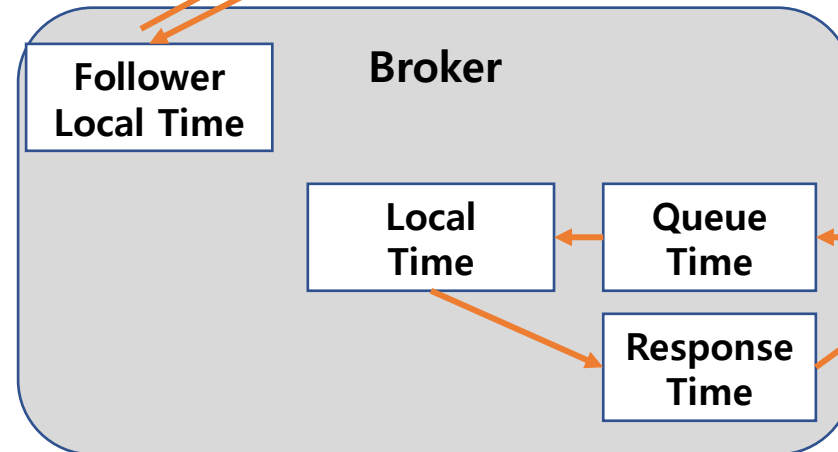 Broker
Follower
Local Time
Local
Time
Queue
Time
Response
Time